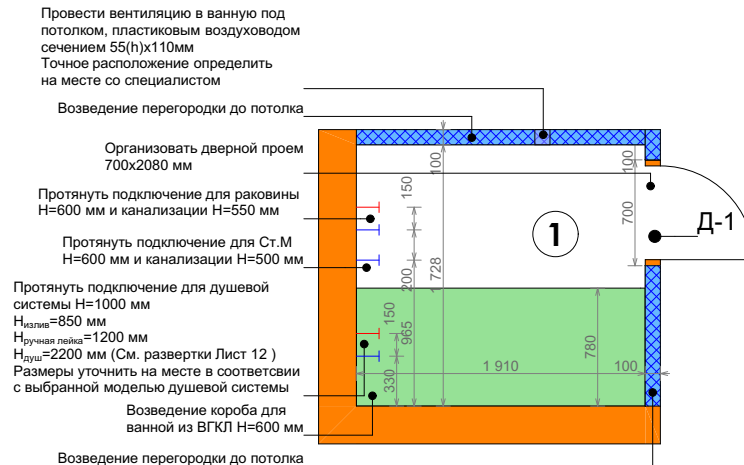 Провести вентиляцию в ванную под
потолком, пластиковым воздуховодом
сечением 55(h)x110мм
Точное расположение определить
на месте со специалистом
Возведение перегородки до потолка
Организовать дверной проем
700x2080 мм
Протянуть подключение для раковины
H=600 мм и канализации H=550 мм
Протянуть подключение для Ст.М
H=600 мм и канализации H=500 мм
Протянуть подключение для душевой
системы H=1000 мм
Hизлив=850 мм
Hручная лейка=1200 мм
Hдуш=2200 мм (См. развертки Лист 12 )
Размеры уточнить на месте в соответсвии
с выбранной моделью душевой системы
Возведение короба для
ванной из ВГКЛ H=600 мм
Возведение перегородки до потолка
100
150
200
1 728
965
150
330
1 910
100
780
100
700
1
Д-1